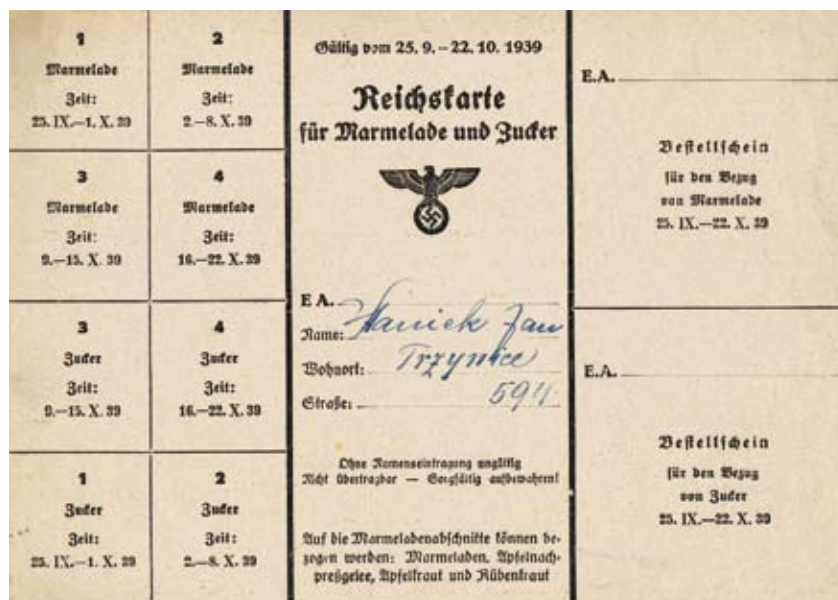 1
Marmelade
Zeit:
25. IX.—1. X. 39
2
Marmelade
Zeit:
2.—8. X. 39
3
Marmelade
Zeit:
9.—15. X. 39
4
Marmelade
Zeit:
16.—22. X. 39
3
Zucker
Zeit:
9.—15. X. 39
4
Zucker
Zeit:
16.—22. X. 39
1
Zucker
Zeit:
25. IX.—1. X. 39
2
Zucker
Zeit:
2.—8. X. 39
Gültig vom 25. 9. – 22. 10. 1939
Reichskarte
für Marmelade und Zucker
E A.
Name: Jan
Wohnort: Trzynice
Straße: 594
Ohne Namenseintragung ungültig
Nicht übertragbar — Sorgfältig aufbewahren!
Auf die Marmeladenabschnitte können be-
zogen werden: Marmeladen, Apfelnach-
preßgelee, Apfelkraut und Rübenkraut
E.A.
Bestellschein
für den Bezug
von Marmelade
25. IX.—22. X. 39
E.A.
Bestellschein
für den Bezug
von Zucker
25. IX.—22. X. 39